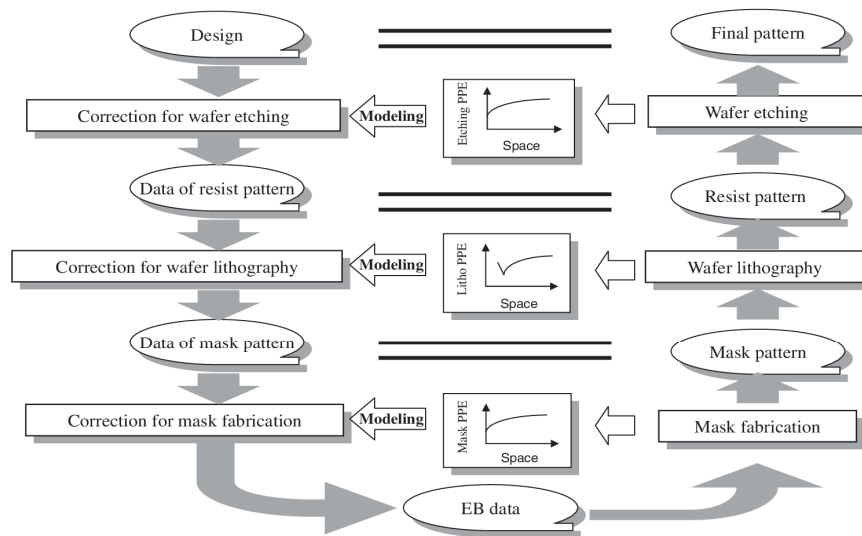 Design
Final pattern
Correction for wafer etching
Modeling
Etching PPE
Space
Wafer etching
Data of resist pattern
Resist pattern
Correction for wafer lithography
Modeling
Litho PPE
Space
Wafer lithography
Data of mask pattern
Mask pattern
Correction for mask fabrication
Modeling
Mask PPE
Space
Mask fabrication
EB data